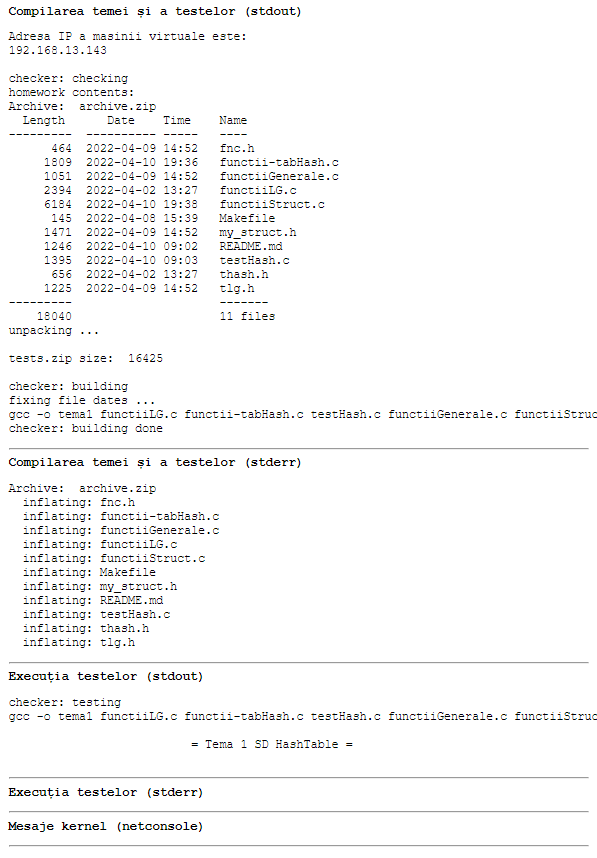 Compilarea temei și a testelor (stdout)
Adresa IP a masinii virtuale este:
192.168.13.143
checker: checking
homework contents:
Archive:  archive.zip
  Length      Date    Time    Name
---------  ---------- -----   ----
      464  2022-04-09 14:52   fnc.h
     1809  2022-04-10 19:36   functii-tabHash.c
     1051  2022-04-09 14:52   functiiGenerale.c
     2394  2022-04-02 13:27   functiiLG.c
     6184  2022-04-10 19:38   functiiStruct.c
      145  2022-04-08 15:39   Makefile
     1471  2022-04-09 14:52   my_struct.h
     1246  2022-04-10 09:02   README.md
     1395  2022-04-10 09:03   testHash.c
      656  2022-04-02 13:27   thash.h
     1225  2022-04-09 14:52   tlg.h
---------                     -------
    18040                     11 files
unpacking ...
tests.zip size:  16425
checker: building
fixing file dates ...
gcc -o tema1 functiiLG.c functii-tabHash.c testHash.c functiiGenerale.c functiiStruc
checker: building done
Compilarea temei și a testelor (stderr)
Archive:  archive.zip
  inflating: fnc.h
  inflating: functii-tabHash.c
  inflating: functiiGenerale.c
  inflating: functiiLG.c
  inflating: functiiStruct.c
  inflating: Makefile
  inflating: my_struct.h
  inflating: README.md
  inflating: testHash.c
  inflating: thash.h
  inflating: tlg.h
Execuția testelor (stdout)
checker: testing
gcc -o tema1 functiiLG.c functii-tabHash.c testHash.c functiiGenerale.c functiiStruc
= Tema 1 SD HashTable =
Execuția testelor (stderr)
Mesaje kernel (netconsole)